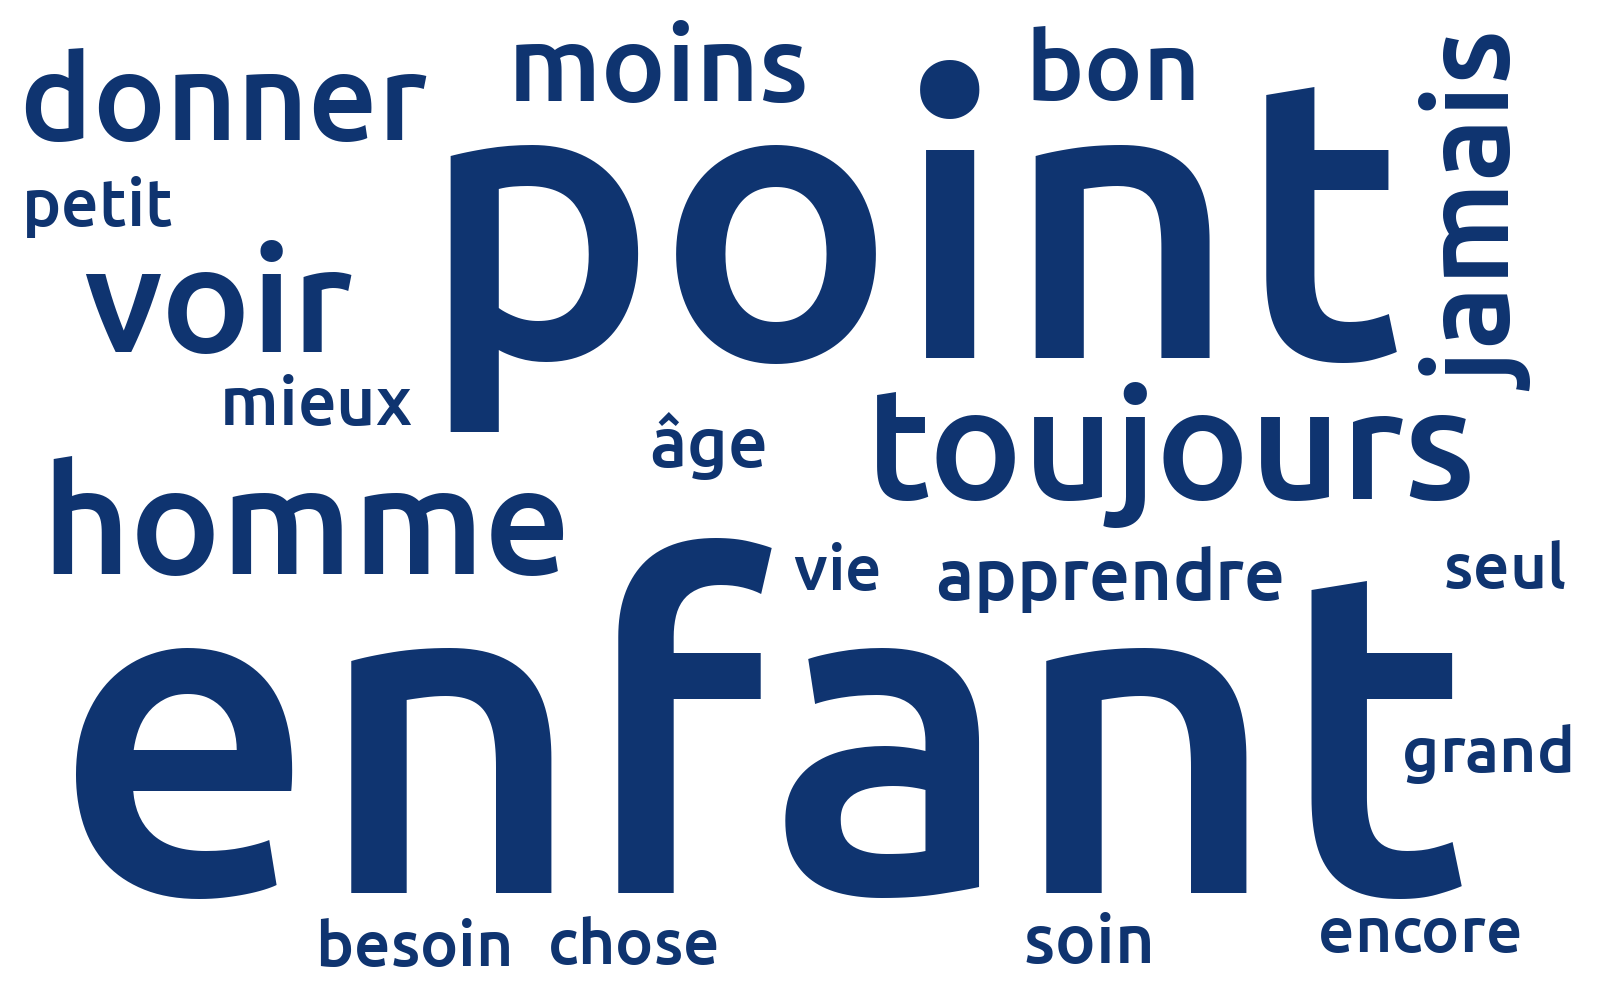 donner
moins
bon
jamais
point
petit
voir
mieux
âge
toujours
homme
vie
apprendre
seul
enfant
grand
besoin
chose
soin
encore